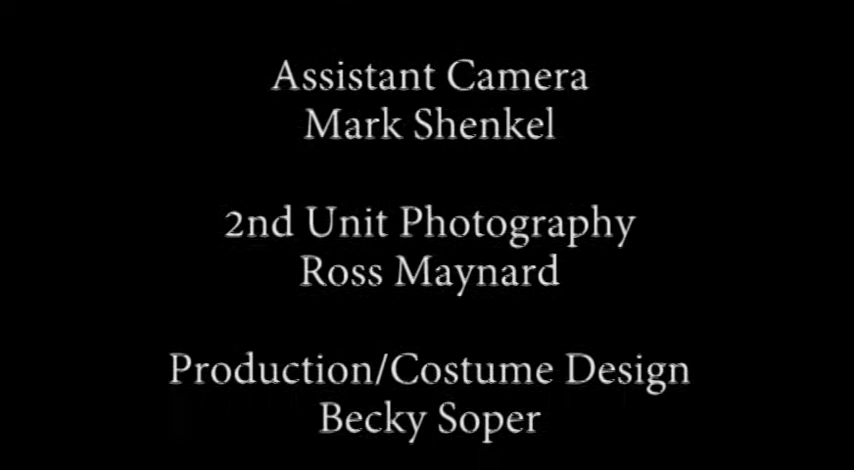 Assistant Camera
Mark Shenkel
2nd Unit Photography
Ross Maynard
Production/Costume Design
Becky Soper